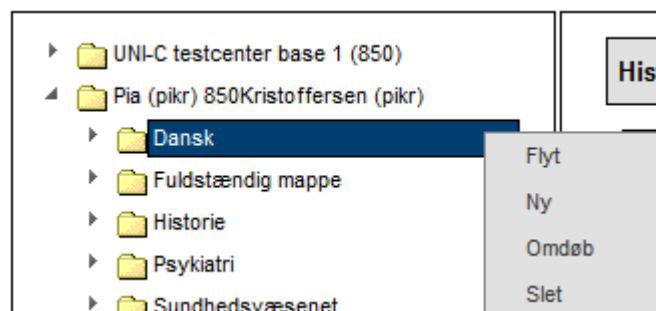 UNI-C testcenter base 1 (850)
Pia (pikr) 850Kristoffersen (pikr)
Dansk
Fuldstændig mappe
Historie
Psykiatri
Sundhedsvæsenet
His
Flyt
Ny
Omdøb
Slet